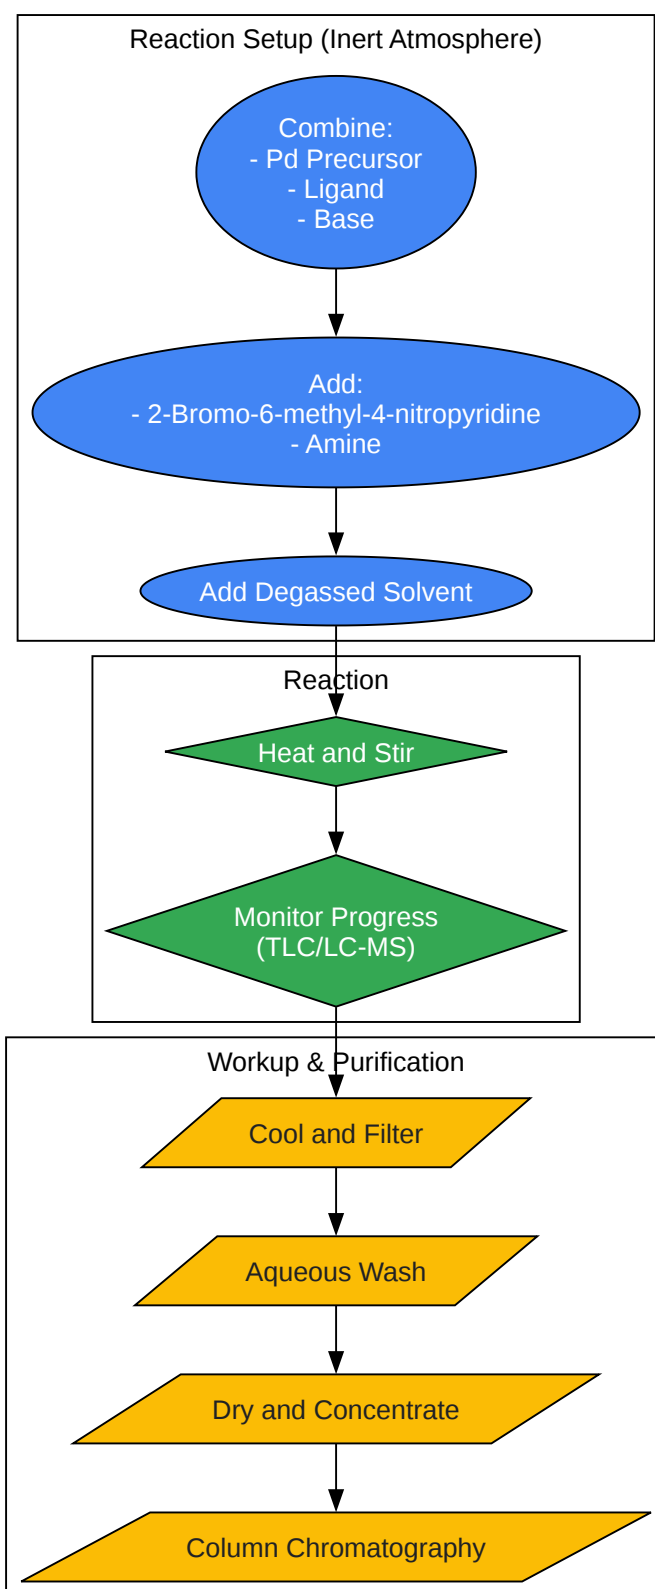 Reaction Setup (Inert Atmosphere)
Combine:
- Pd Precursor
- Ligand
- Base
Add:
- 2-Bromo-6-methyl-4-nitropyridine
- Amine
Add Degassed Solvent
Reaction
Heat and Stir
Monitor Progress
(TLC/LC-MS)
Workup & Purification
Cool and Filter
Aqueous Wash
Dry and Concentrate
Column Chromatography